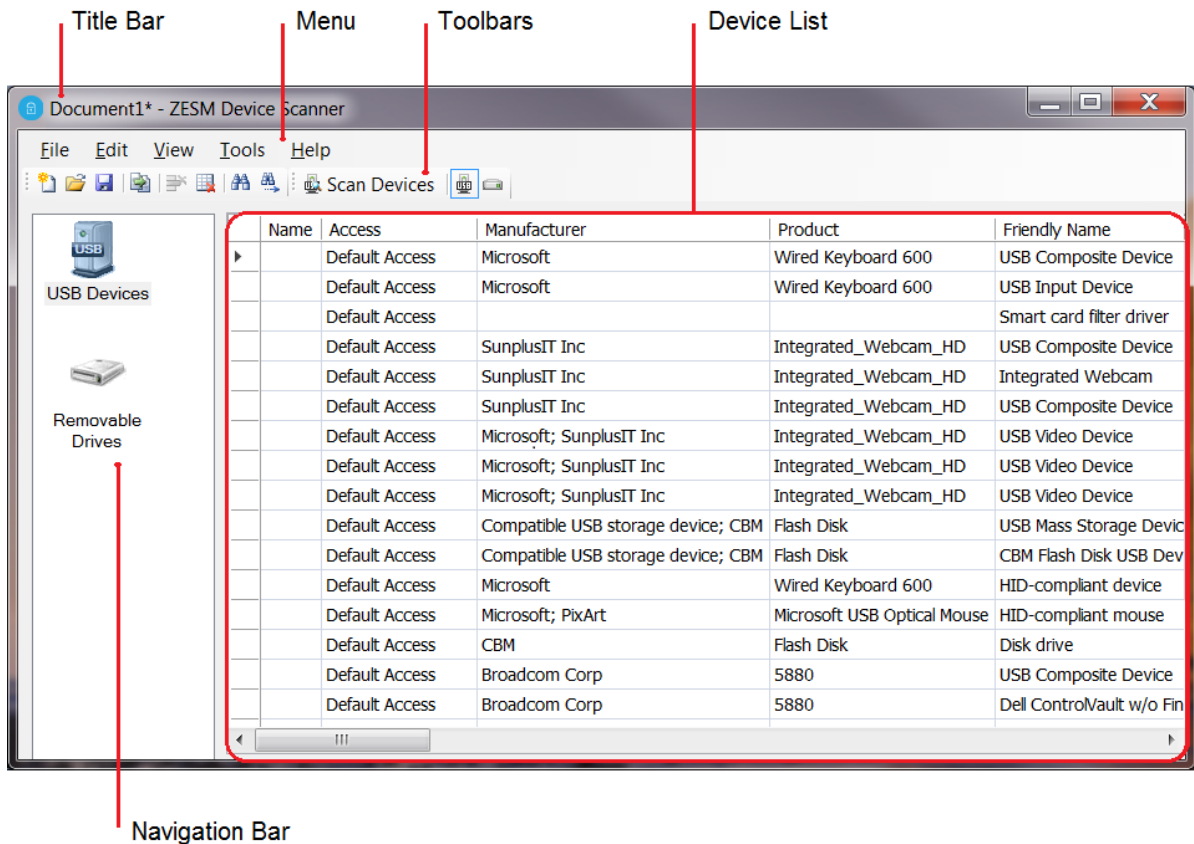 Title Bar Menu Toolbars Device List
Document1* - ZESM Device Scanner
File Edit View Tools Help
Scan Devices
Name Access Manufacturer Product Friendly Name
USB
Default Access Microsoft Wired Keyboard 600 USB Composite Device
USB Devices
Default Access Microsoft Wired Keyboard 600 USB Input Device
Default Access Smart card filter driver
Default Access SunplusIT Inc Integrated_Webcam_HD USB Composite Device
Default Access SunplusIT Inc Integrated_Webcam_HD Integrated Webcam
Default Access SunplusIT Inc Integrated_Webcam_HD USB Composite Device
Removable
Drives
Default Access Microsoft; SunplusIT Inc Integrated_Webcam_HD USB Video Device
Default Access Microsoft; SunplusIT Inc Integrated_Webcam_HD USB Video Device
Default Access Microsoft; SunplusIT Inc Integrated_Webcam_HD USB Video Device
Default Access Compatible USB storage device; CBM Flash Disk USB Mass Storage Devic
Default Access Compatible USB storage device; CBM Flash Disk CBM Flash Disk USB Dev
Default Access Microsoft Wired Keyboard 600 HID-compliant device
Default Access Microsoft; PixArt Microsoft USB Optical Mouse HID-compliant mouse
Default Access CBM Flash Disk Disk drive
Default Access Broadcom Corp 5880 USB Composite Device
Default Access Broadcom Corp 5880 Dell ControlVault w/o Fin
Navigation Bar